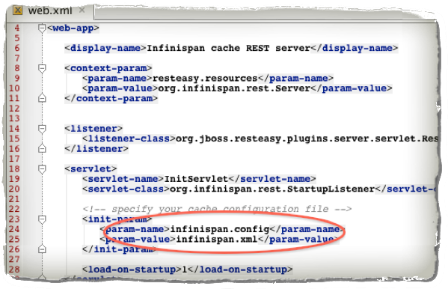 web.xml
4 <web-app>
5
6 <display-name>Infinispan cache REST server</display-name>
7
8 <context-param>
9 <param-name>resteasy.resources</param-name>
10 <param-value>org.infinispan.rest.Server</param-value>
11 </context-param>
12
13
14 <listener>
15 <listener-class>org.jboss.resteasy.plugins.server.servlet.Res
16 </listener>
17
18 <servlet>
19 <servlet-name>InitServlet</servlet-name>
20 <servlet-class>org.infinispan.rest.StartupListener</servlet-c
21
22 <!-- specify your cache configuration file -->
23 <init-param>
24 <param-name>infinispan.config</param-name>
25 <param-value>infinispan.xml</param-value>
26 </init-param>
27
28 <load-on-startup>1</load-on-startup>